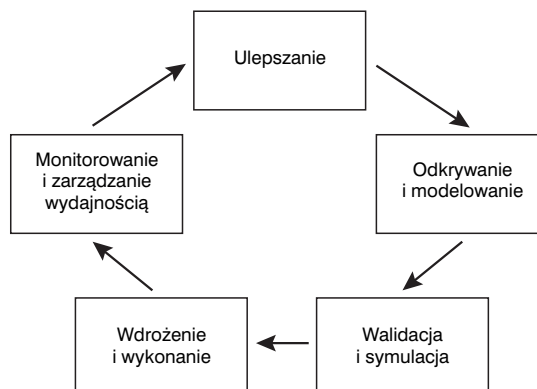 Ulepszanie
Odkrywanie
i modelowanie
Walidacja
i symulacja
Wdrożenie
i wykonanie
Monitorowanie
i zarządzanie
wydajnością